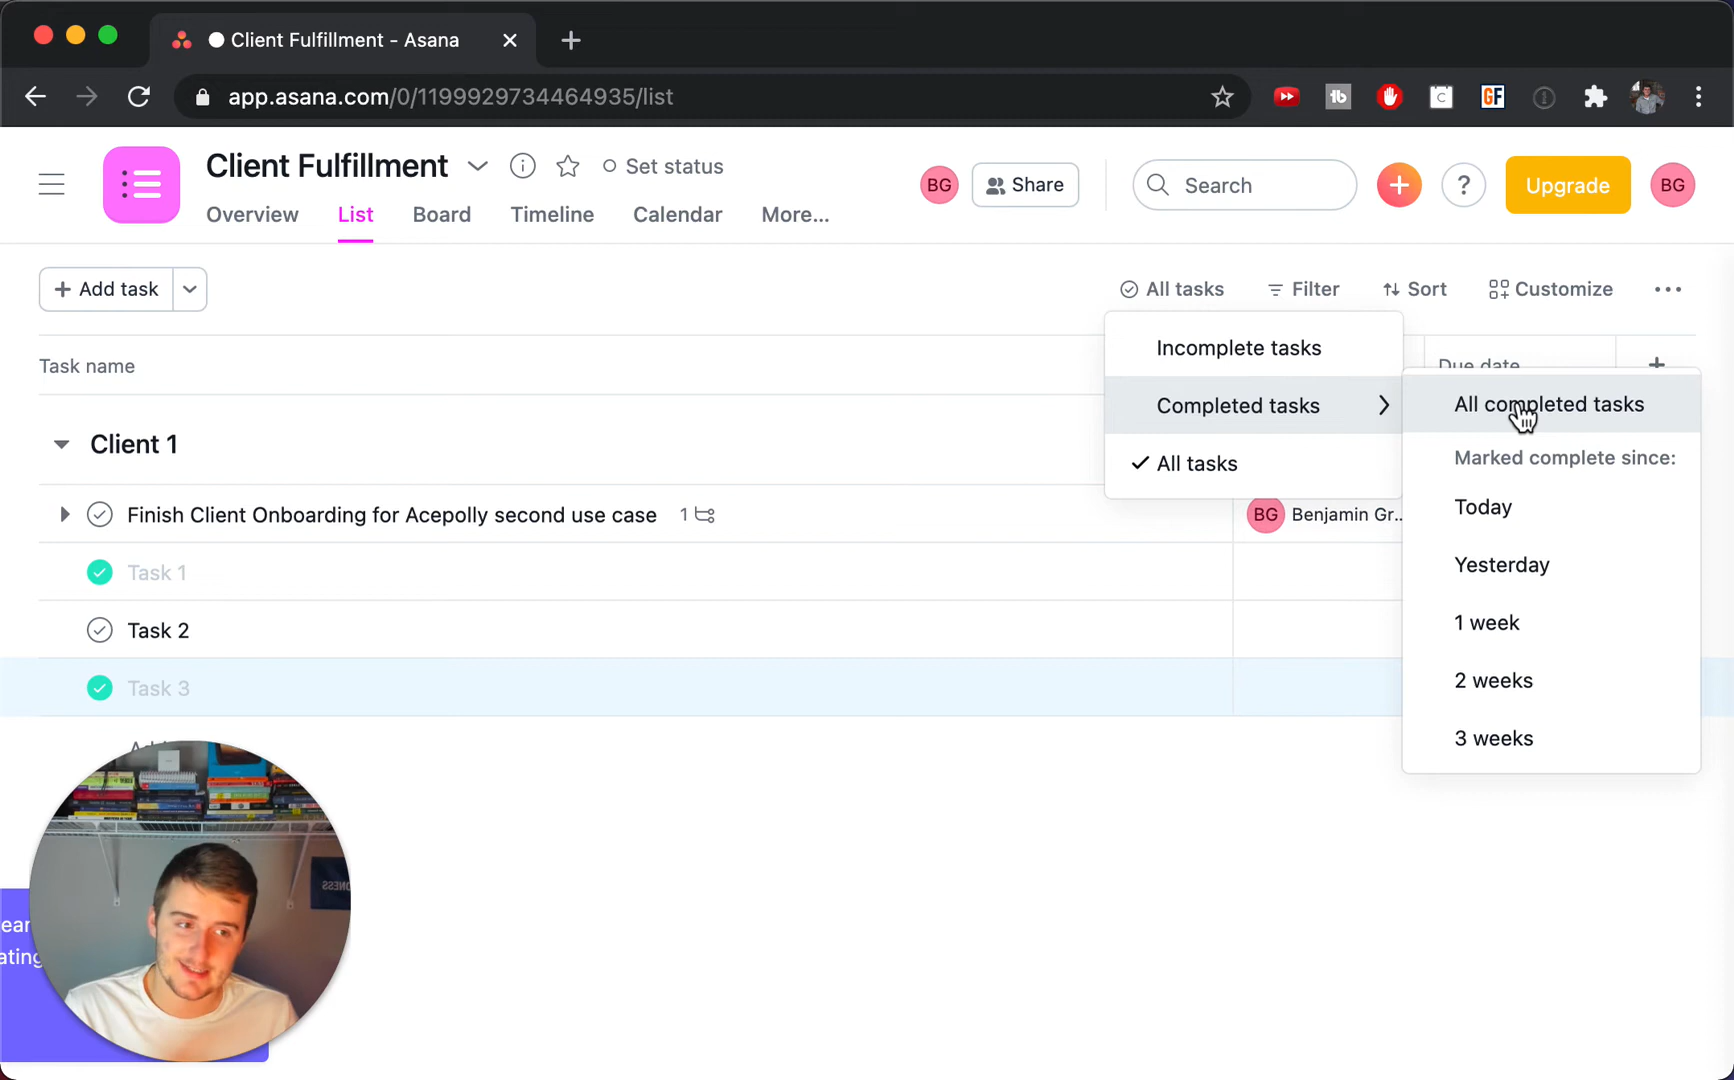 Client Fulfillment - Asana
app.asana.com/0/1199929734464935/list
tb
C
GF
Client Fulfillment
Set status
BG
Share
Search
?
Upgrade
BG
Overview
List
Board
Timeline
Calendar
More...
+ Add task
All tasks
Filter
Sort
Customize
Incomplete tasks
Completed tasks
All tasks
Task name
Due date
All completed tasks
Marked complete since:
Today
Yesterday
1 week
2 weeks
3 weeks
Client 1
Finish Client Onboarding for Acepolly second use case 1
BG Benjamin Gr...
Task 1
Task 2
Task 3